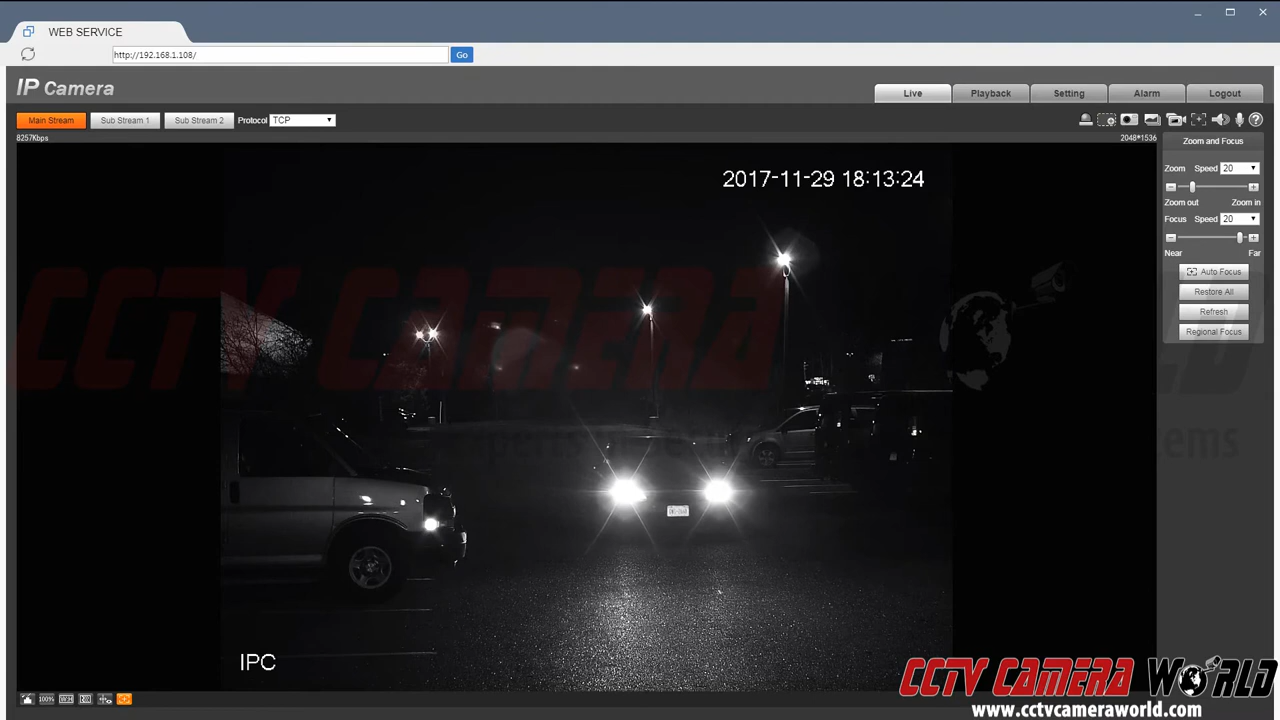 WEB SERVICE
http://192.168.1.108/
Go
IP Camera
Live
Playback
Setting
Alarm
Logout
Main Stream
Sub Stream 1
Sub Stream 2
Protocol
TCP
8257Kbps
2048*1536
Zoom and Focus
2017-11-29 18:13:24
Zoom
Speed
20
Zoom out
Zoom in
Focus
Speed
20
Near
Far
Auto Focus
Restore All
Refresh
Regional Focus
CCTV CAMERA WORLD
IPC
100%
W:H
CCTV CAMERA WORLD
www.cctvcameraworld.com